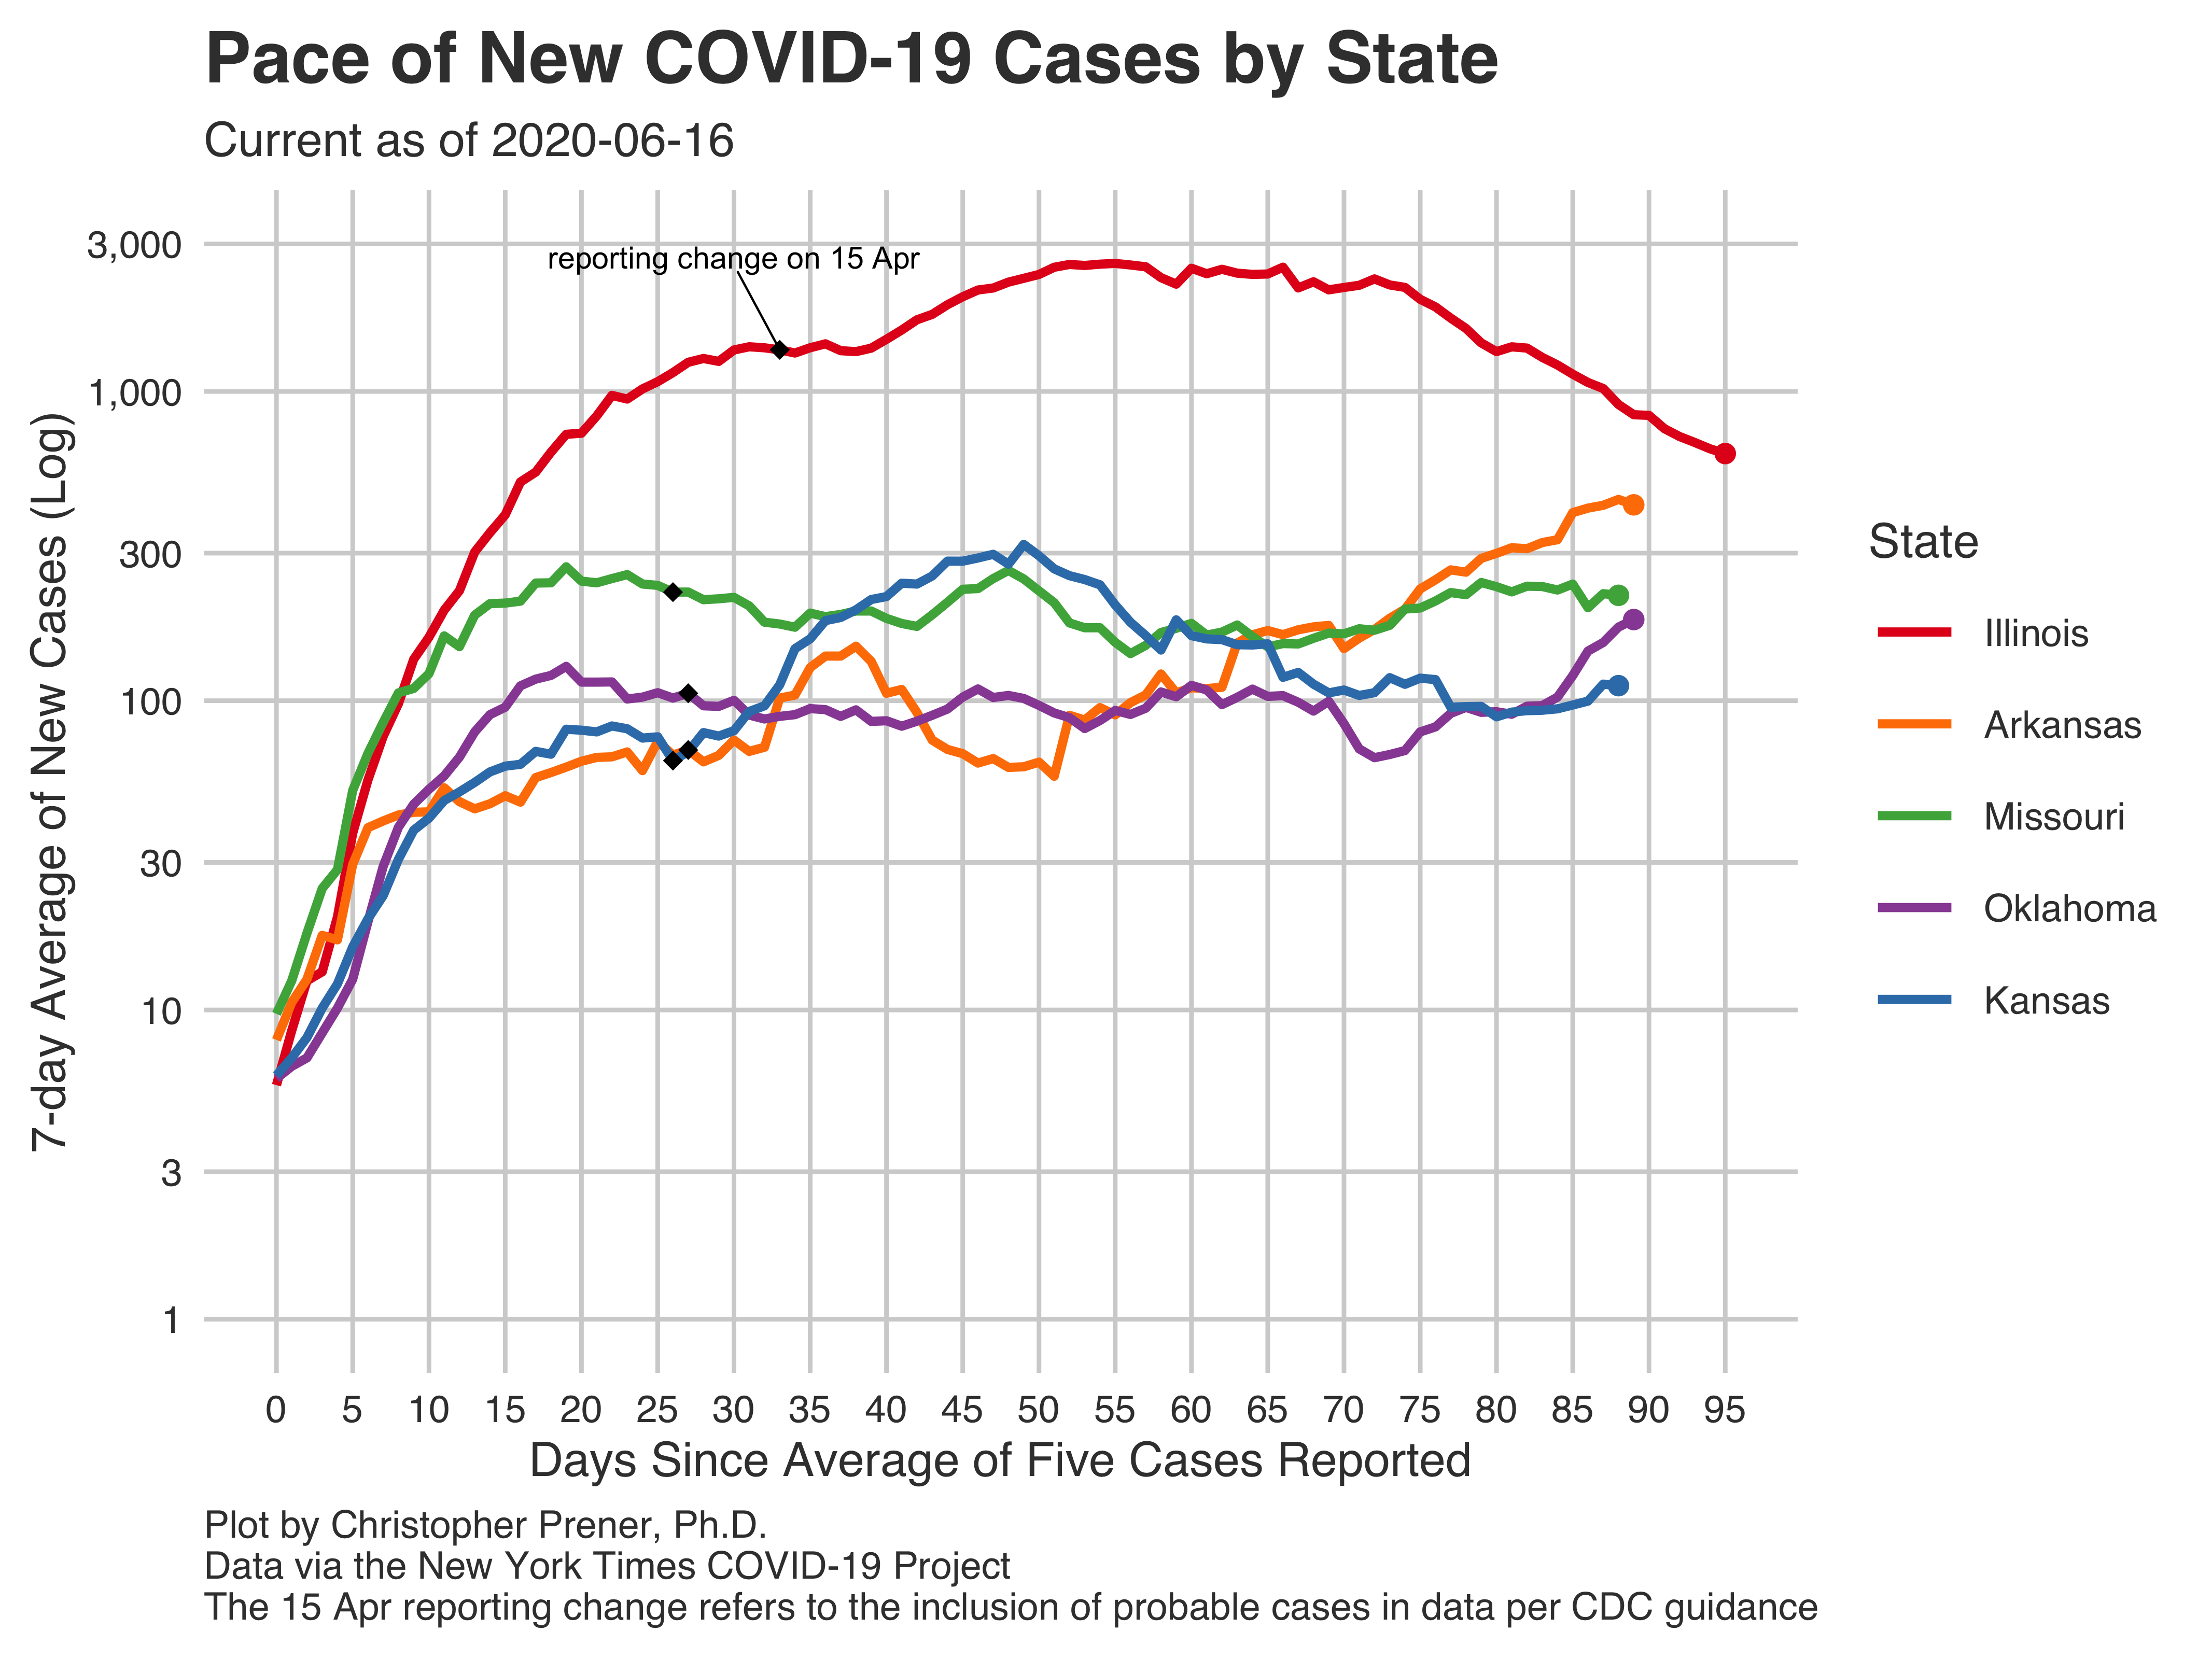 Pace of New COVID-19 Cases by State
Current as of 2020-06-16
7-day Average of New Cases (Log)
3,000
1,000
300
100
30
10
3
1
reporting change on 15 Apr
0 5 10 15 20 25 30 35 40 45 50 55 60 65 70 75 80 85 90 95
Days Since Average of Five Cases Reported
State
Illinois
Arkansas
Missouri
Oklahoma
Kansas
Plot by Christopher Prener, Ph.D.
Data via the New York Times COVID-19 Project
The 15 Apr reporting change refers to the inclusion of probable cases in data per CDC guidance